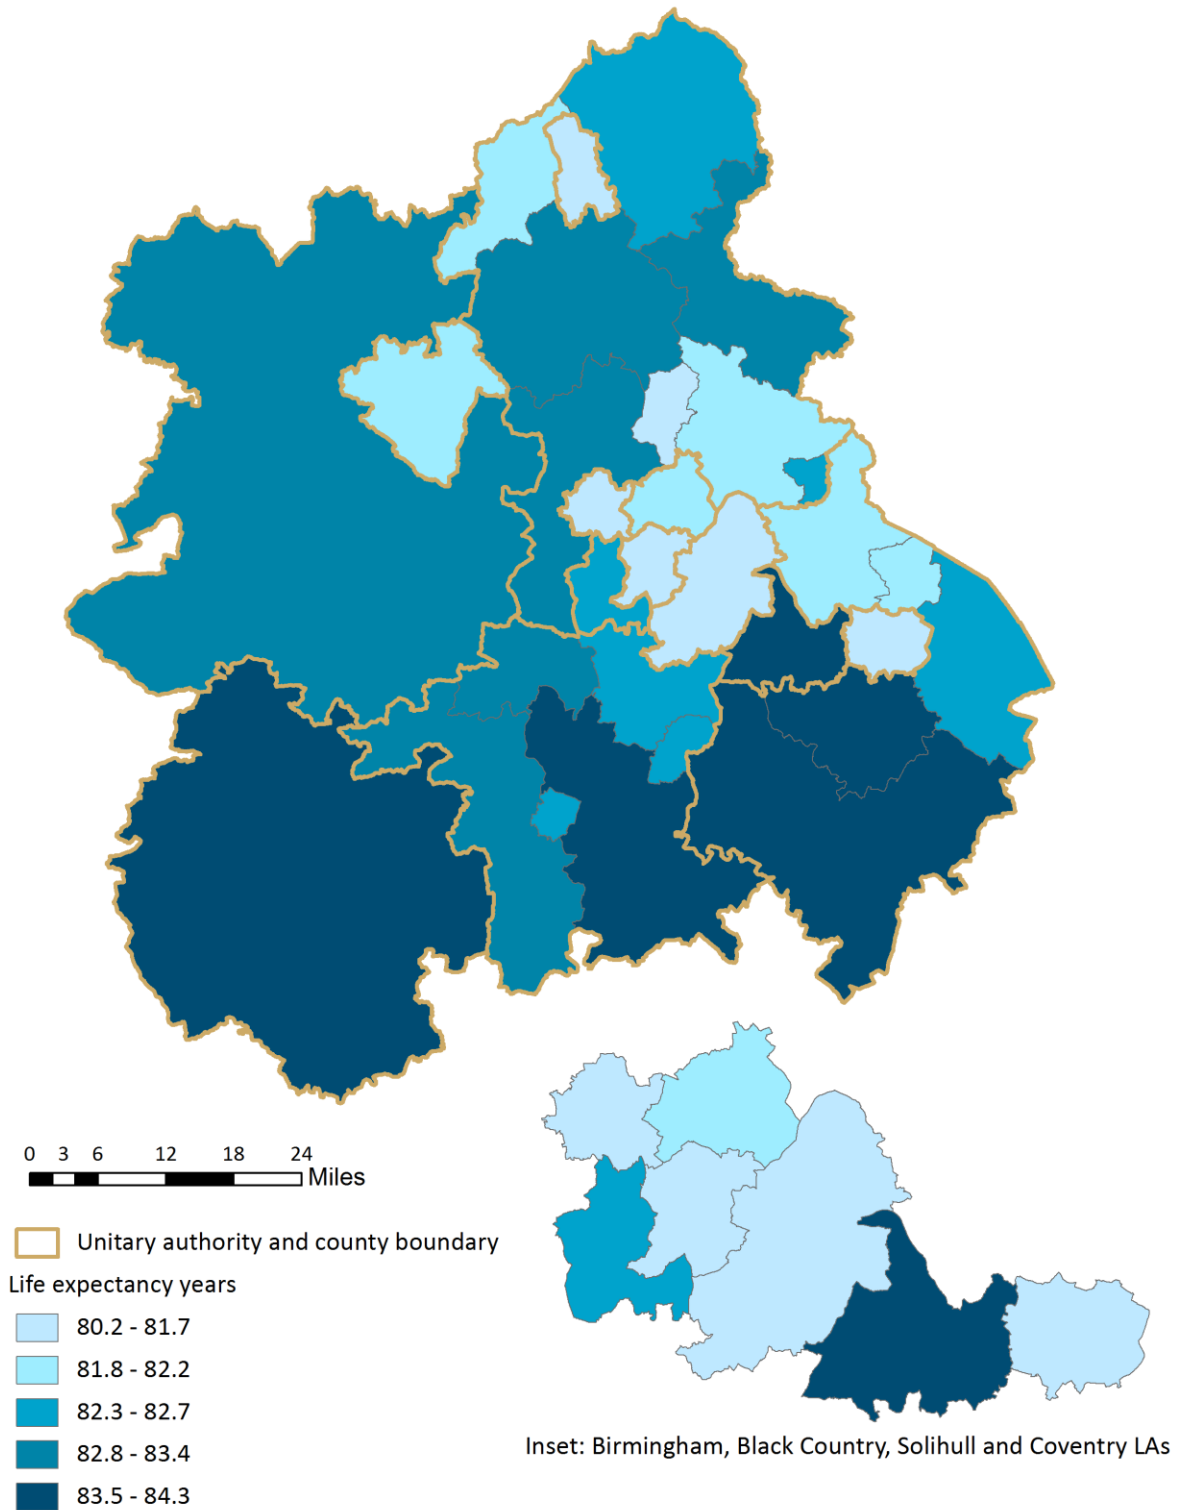 0 3 6 12 18 24
Miles
Unitary authority and county boundary
Life expectancy years
80.2 - 81.7
81.8 - 82.2
82.3 - 82.7
82.8 - 83.4
83.5 - 84.3
Inset: Birmingham, Black Country, Solihull and Coventry LAs